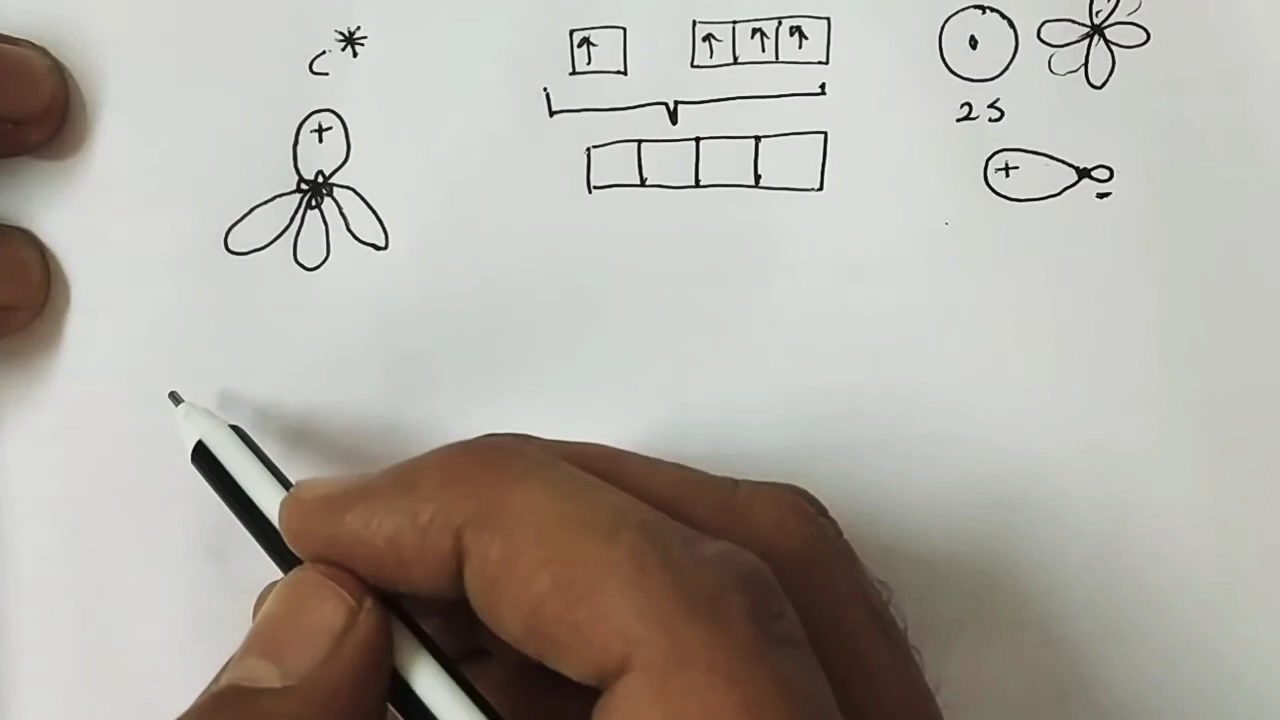 C*
↑ ↑ ↑ ↑
2s
+
+ -